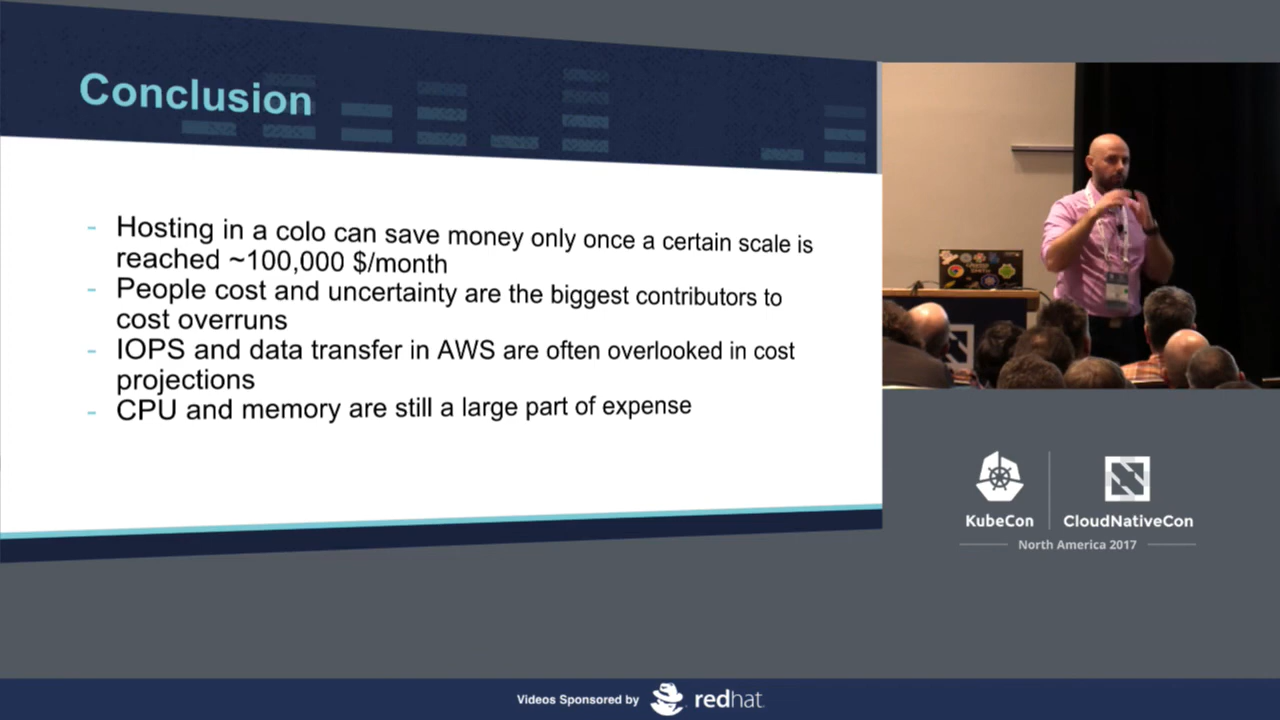 Conclusion
- Hosting in a colo can save money only once a certain scale is
reached ~100,000 $/month
- People cost and uncertainty are the biggest contributors to
cost overruns
- IOPS and data transfer in AWS are often overlooked in cost
projections
- CPU and memory are still a large part of expense
KubeCon
CloudNativeCon
North America 2017
Videos Sponsored by
redhat.